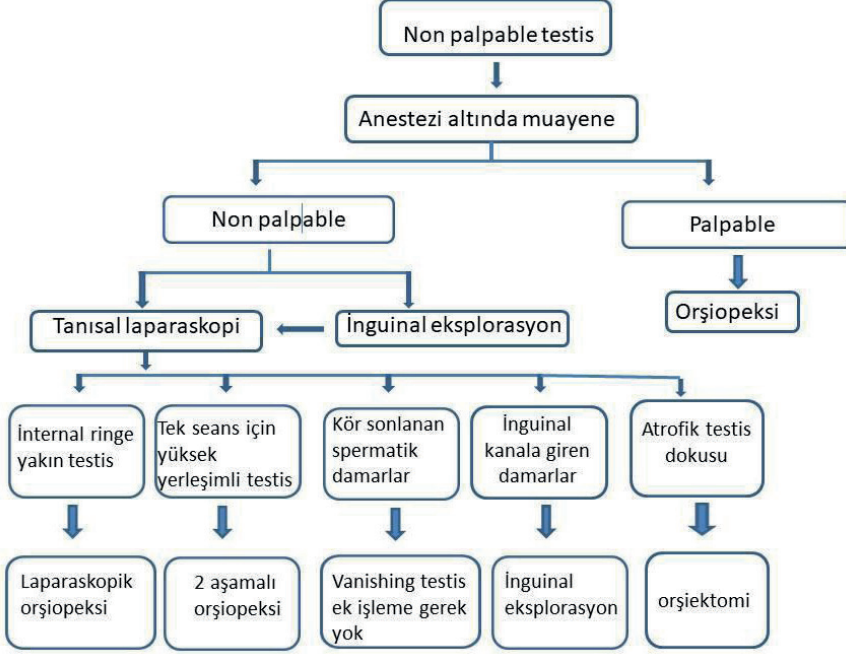 Non palpable testis
Anestezi altında muayene
Non palpable
Palpable
Orşiopeksi
Tanısal laparaskopi
İnguinal eksplorasyon
İnternal ringe
yakın testis
Tek seans için
yüksek
yerleşimli testis
Kör sonlanan
spermatik
damarlar
İnguinal
kanala giren
damarlar
Atrofik testis
dokusu
Laparaskopik
orşiopeksi
2 aşamalı
orşiopeksi
Vanishing testis
ek işleme gerek
yok
İnguinal
eksplorasyon
orşiektomi